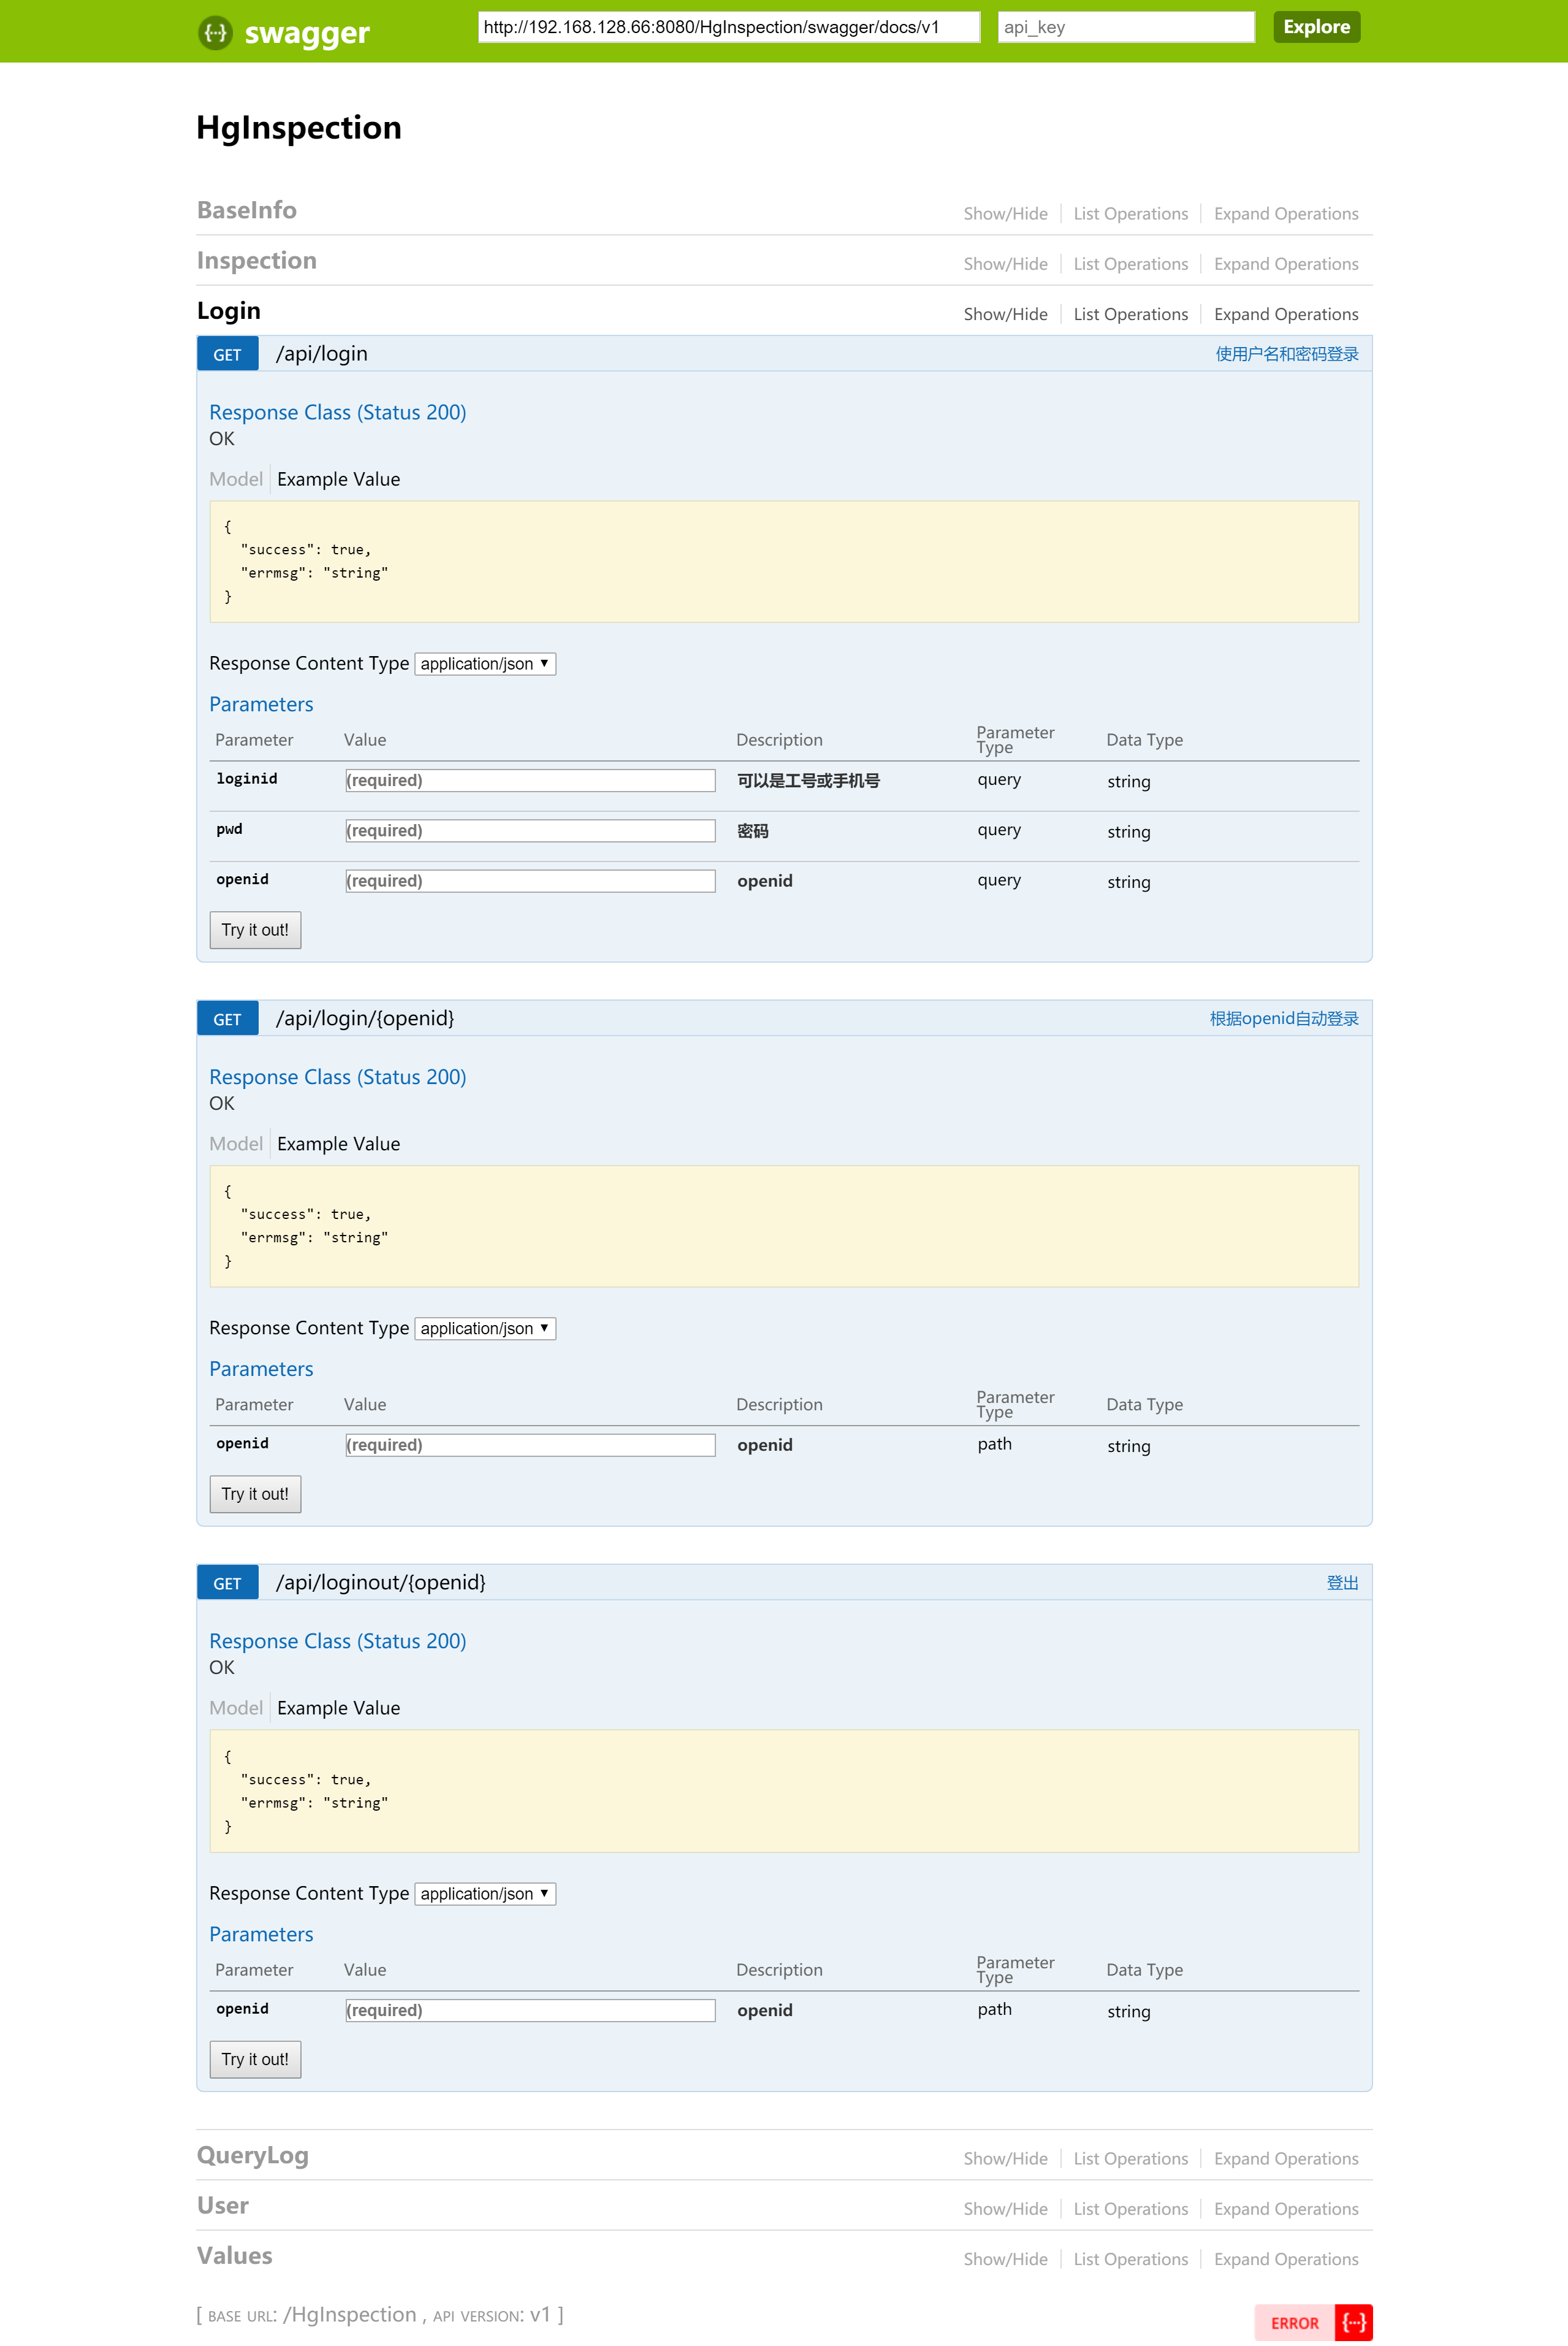 swagger http://192.168.128.66:8080/HgInspection/swagger/docs/v1 api_key Explore
HgInspection
BaseInfo Show/Hide List Operations Expand Operations
Inspection Show/Hide List Operations Expand Operations
Login Show/Hide List Operations Expand Operations
GET /api/login 使用户名和密码登录
Response Class (Status 200)
OK
Model Example Value
{
"success": true,
"errmsg": "string"
}
Response Content Type application/json
Parameters
Parameter Value Description Parameter Type Data Type
loginid (required) 可以是工号或手机号 query string
pwd (required) 密码 query string
openid (required) openid query string
Try it out!
GET /api/login/{openid} 根据openid自动登录
Response Class (Status 200)
OK
Model Example Value
{
"success": true,
"errmsg": "string"
}
Response Content Type application/json
Parameters
Parameter Value Description Parameter Type Data Type
openid (required) openid path string
Try it out!
GET /api/loginout/{openid} 登出
Response Class (Status 200)
OK
Model Example Value
{
"success": true,
"errmsg": "string"
}
Response Content Type application/json
Parameters
Parameter Value Description Parameter Type Data Type
openid (required) openid path string
Try it out!
QueryLog Show/Hide List Operations Expand Operations
User Show/Hide List Operations Expand Operations
Values Show/Hide List Operations Expand Operations
[ BASE URL: /HgInspection , API VERSION: v1 ] ERROR {...}